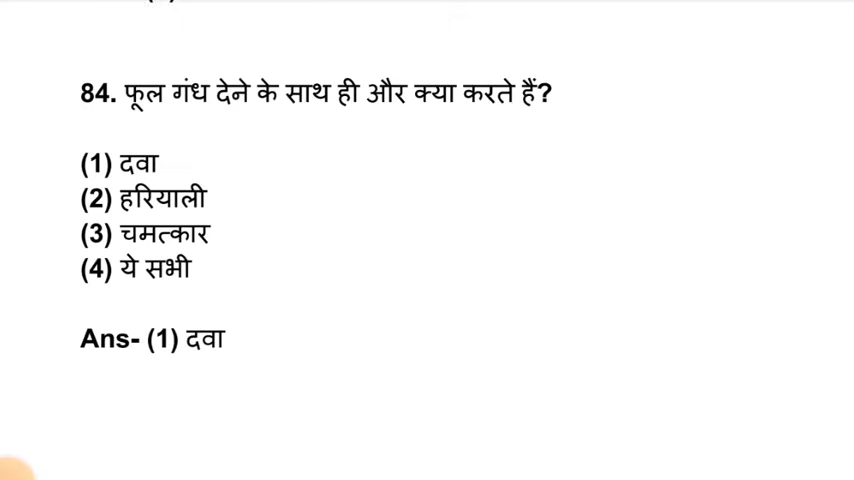 84. फूल गंध देने के साथ ही और क्या करते हैं?
(1) दवा
(2) हरियाली
(3) चमत्कार
(4) ये सभी
Ans- (1) दवा